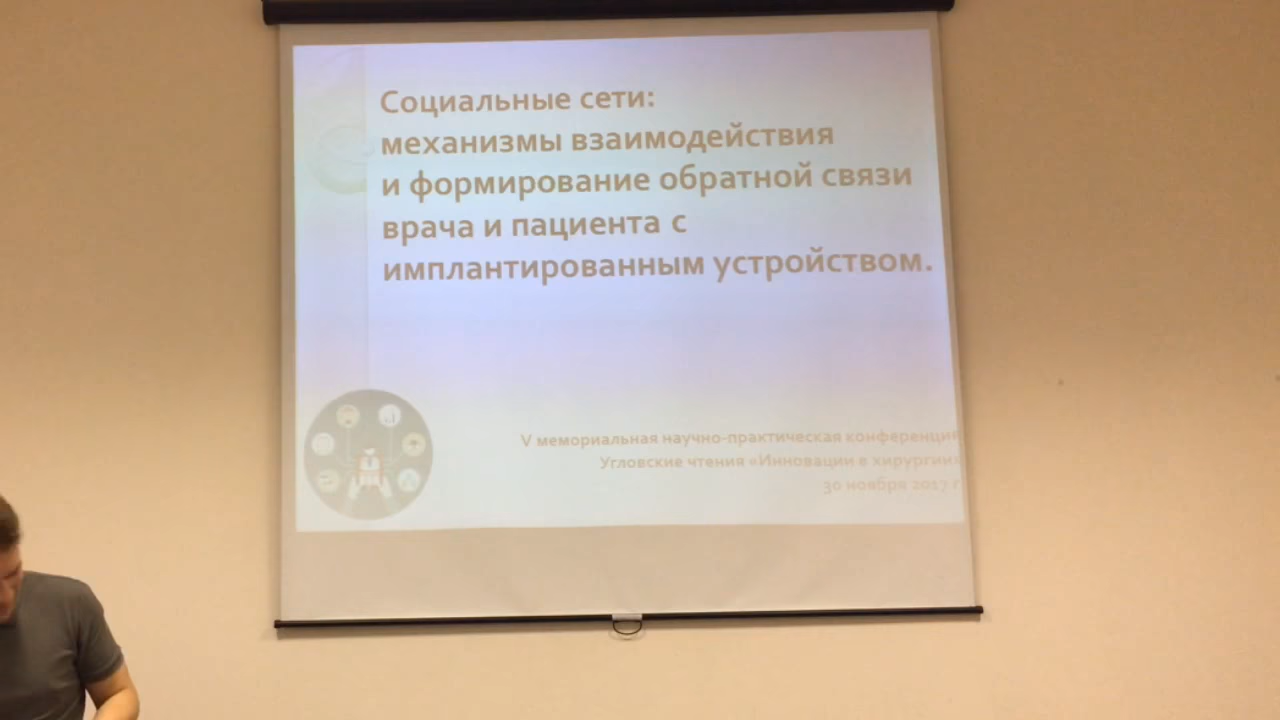 Социальные сети:
механизмы взаимодействия
и формирование обратной связи
врача и пациента с
имплантированным устройством.
V мемориальная научно-практическая конференция
Угловские чтения «Инновации в хирургии»
30 ноября 2017 г